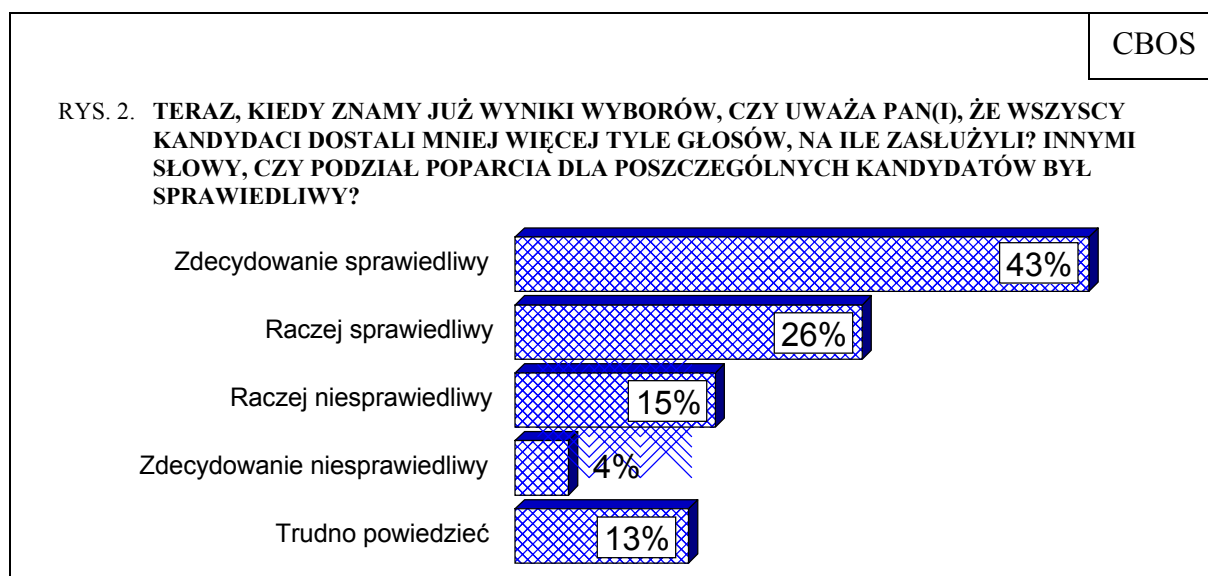 CBOS
RYS. 2. TERAZ, KIEDY ZNAMY JUŻ WYNIKI WYBORÓW, CZY UWAŻA PAN(I), ŻE WSZYSCY
KANDYDACI DOSTALI MNIEJ WIĘCEJ TYLE GŁOSÓW, NA ILE ZASŁUŻYLI? INNYMI
SŁOWY, CZY PODZIAŁ POPARCIA DLA POSZCZEGÓLNYCH KANDYDATÓW BYŁ
SPRAWIEDLIWY?
Zdecydowanie sprawiedliwy 43%
Raczej sprawiedliwy 26%
Raczej niesprawiedliwy 15%
Zdecydowanie niesprawiedliwy 4%
Trudno powiedzieć 13%